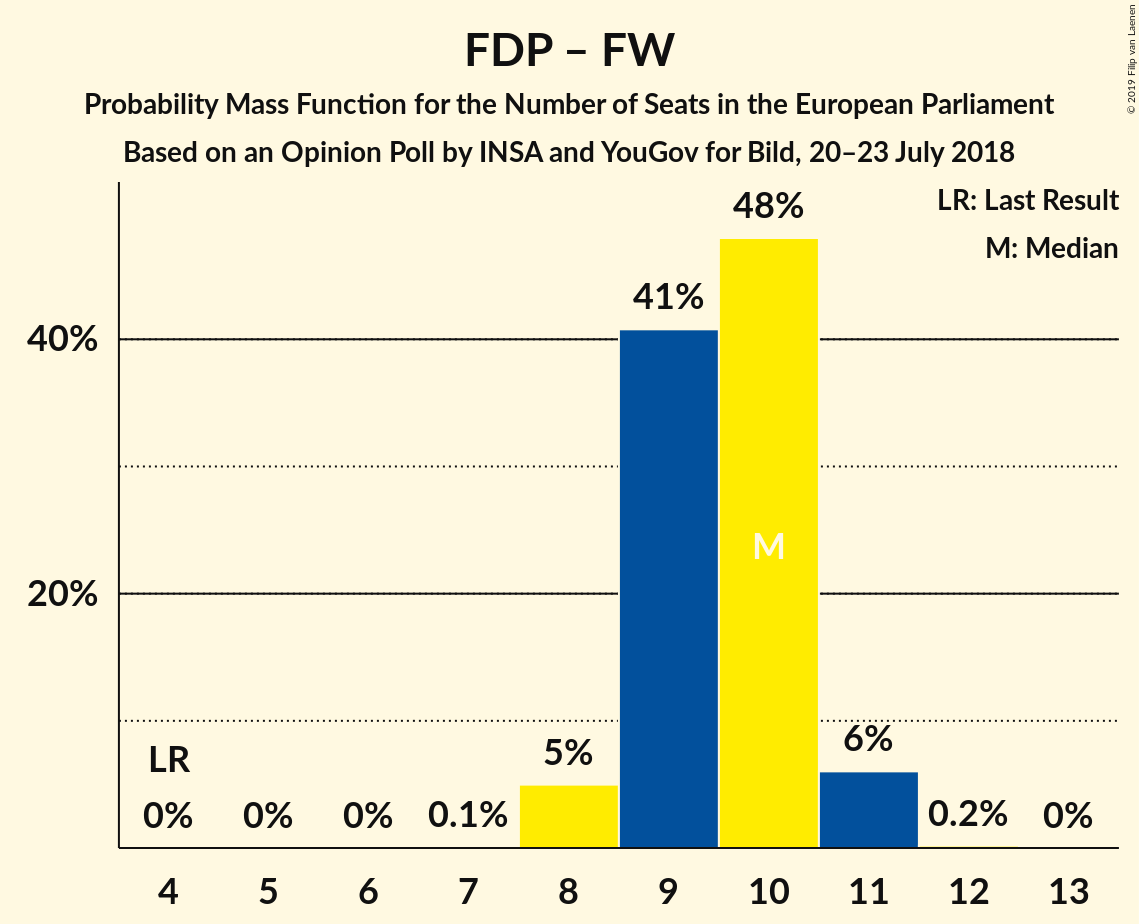 FDP – FW
Probability Mass Function for the Number of Seats in the European Parliament
Based on an Opinion Poll by INSA and YouGov for Bild, 20–23 July 2018
© 2019 Filip van Laenen
LR: Last Result
M: Median
48%
41%
40%
M
20%
6%
5%
LR
0%
0%
0%
0.1%
0.2%
0%
4
5
6
7
8
9
10
11
12
13